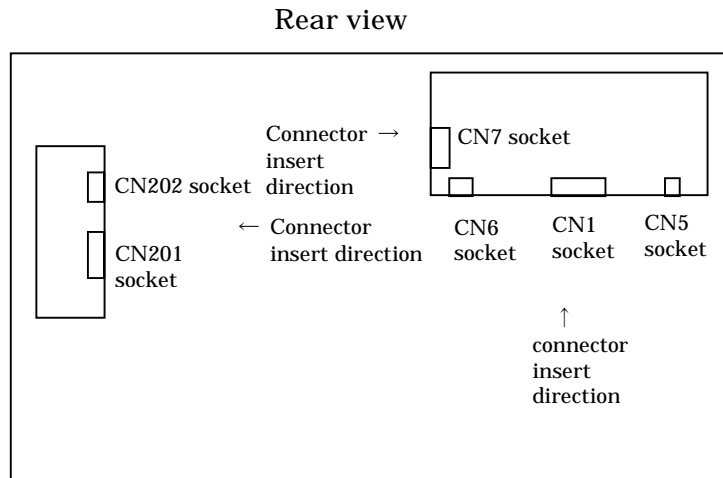 Rear view
Connector →
insert
direction
CN7 socket
CN202 socket
← Connector
insert direction
CN201
socket
CN6
socket
CN1
socket
CN5
socket
↑
connector
insert
direction